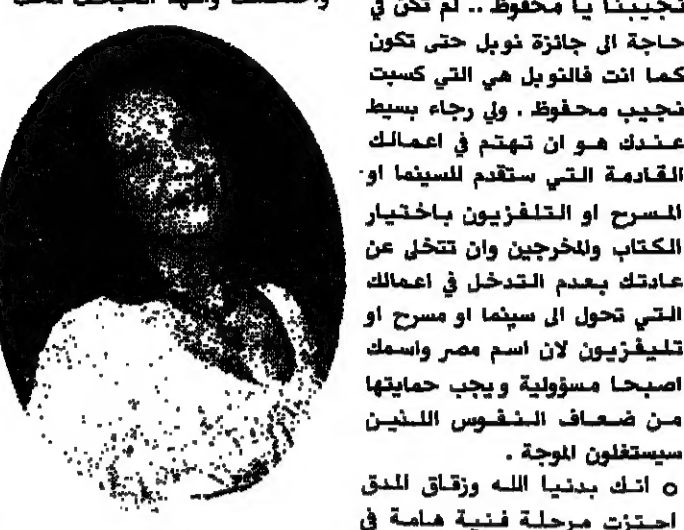 نجيبنا يا محفوظ .. لم تكن في
حاجة الى جائزة نوبل حتى تكون
كما انت فالنوبل هي التي كسبت
نجيب محفوظ . ولي رجاء بسيط
عندك هو ان تهتم في اعمالك
القادمة التي ستقدم للسينما او
المسرح او التلفزيون باختيار
الكتاب والمخرجين وان تتخلى عن
عادتك بعدم التدخل في اعمالك
التي تحول الى سينما او مسرح او
تليفزيون لان اسم مصر واسمك
اصبحا مسؤولية ويجب حمايتها
من ضعاف النفوس اللذين
سيستغلون الموجة .
o انك بدنيا الله وزقاق المدق
اجتزت مرحلة فنية هامة في